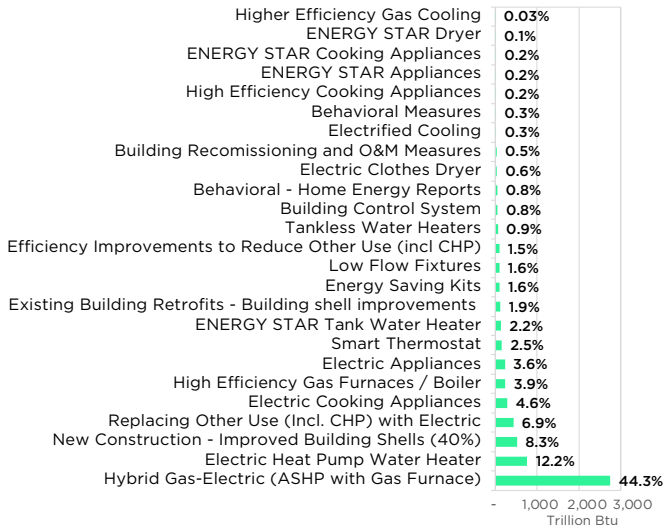 Higher Efficiency Gas Cooling 0.03%
ENERGY STAR Dryer 0.1%
ENERGY STAR Cooking Appliances 0.2%
ENERGY STAR Appliances 0.2%
High Efficiency Cooking Appliances 0.2%
Behavioral Measures 0.3%
Electrified Cooling 0.3%
Building Recomissioning and O&M Measures 0.5%
Electric Clothes Dryer 0.6%
Behavioral - Home Energy Reports 0.8%
Building Control System 0.8%
Tankless Water Heaters 0.9%
Efficiency Improvements to Reduce Other Use (incl CHP) 1.5%
Low Flow Fixtures 1.6%
Energy Saving Kits 1.6%
Existing Building Retrofits - Building shell improvements 1.9%
ENERGY STAR Tank Water Heater 2.2%
Smart Thermostat 2.5%
Electric Appliances 3.6%
High Efficiency Gas Furnaces / Boiler 3.9%
Electric Cooking Appliances 4.6%
Replacing Other Use (Incl. CHP) with Electric 6.9%
New Construction - Improved Building Shells (40%) 8.3%
Electric Heat Pump Water Heater 12.2%
Hybrid Gas-Electric (ASHP with Gas Furnace) 44.3%
- 1,000 2,000 3,000
Trillion Btu